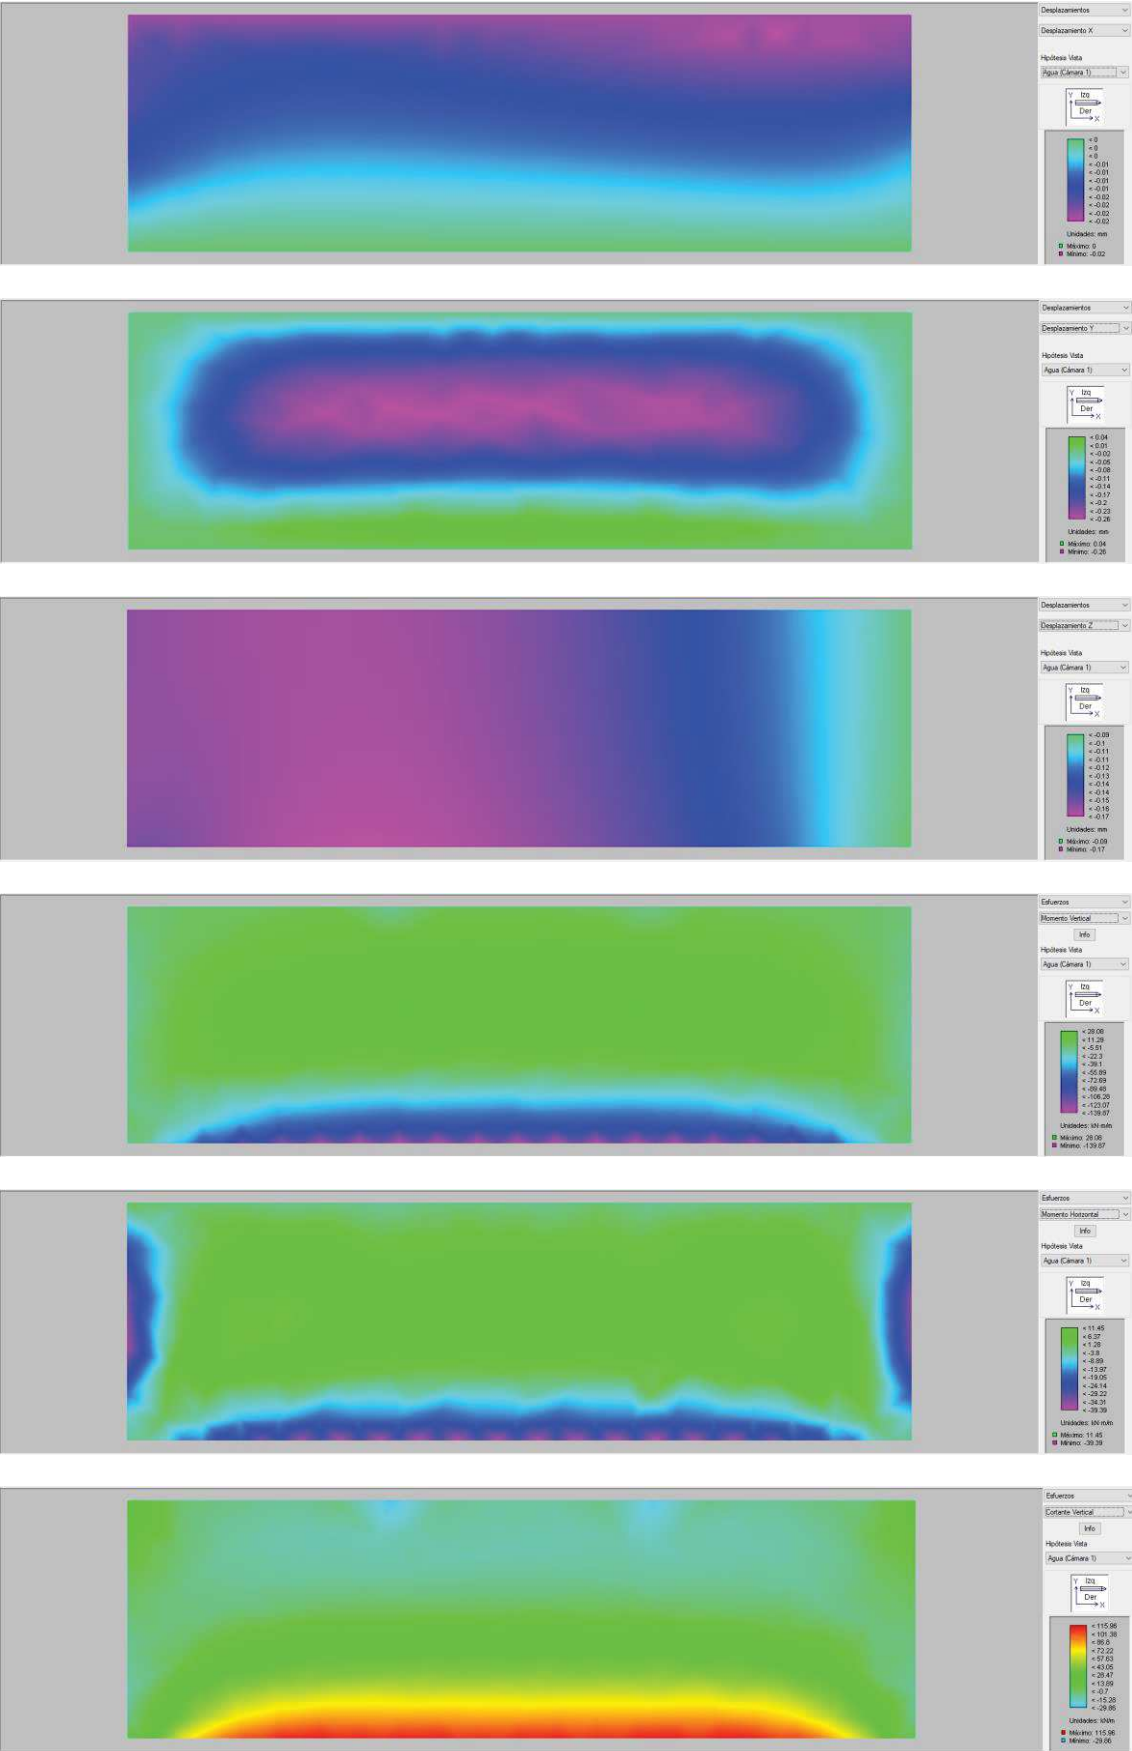 Desplazamientos
Desplazamiento X
Hipótesis Vista
Agua (Cámara 1)
Y Izq
Der
X
< 0
< 0
< 0
< -0.01
< -0.01
< -0.01
< -0.01
< -0.02
< -0.02
< -0.02
< -0.02
Unidades: mm
Máximo: 0
Mínimo: -0.02
Desplazamientos
Desplazamiento Y
Hipótesis Vista
Agua (Cámara 1)
Y Izq
Der
X
< 0.04
< 0.01
< -0.02
< -0.05
< -0.08
< -0.11
< -0.14
< -0.17
< -0.2
< -0.23
< -0.26
Unidades: mm
Máximo: 0.04
Mínimo: -0.26
Desplazamientos
Desplazamiento Z
Hipótesis Vista
Agua (Cámara 1)
Y Izq
Der
X
< -0.09
< -0.1
< -0.11
< -0.11
< -0.12
< -0.13
< -0.14
< -0.14
< -0.15
< -0.16
< -0.17
Unidades: mm
Máximo: -0.09
Mínimo: -0.17
Esfuerzos
Momento Vertical
Info
Hipótesis Vista
Agua (Cámara 1)
Y Izq
Der
X
< 28.08
< 11.28
< -5.51
< -22.3
< -39.1
< -55.89
< -72.69
< -89.48
< -106.28
< -123.07
< -139.87
Unidades: kN·m/m
Máximo: 28.08
Mínimo: -139.87
Esfuerzos
Momento Horizontal
Info
Hipótesis Vista
Agua (Cámara 1)
Y Izq
Der
X
< 11.45
< 6.37
< 1.28
< -3.8
< -8.89
< -13.97
< -19.05
< -24.14
< -29.22
< -34.31
< -39.39
Unidades: kN·m/m
Máximo: 11.45
Mínimo: -39.39
Esfuerzos
Cortante Vertical
Info
Hipótesis Vista
Agua (Cámara 1)
Y Izq
Der
X
< 115.96
< 101.38
< 86.8
< 72.22
< 57.63
< 43.05
< 28.47
< 13.89
< -0.7
< -15.28
< -29.86
Unidades: kN/m
Máximo: 115.96
Mínimo: -29.86